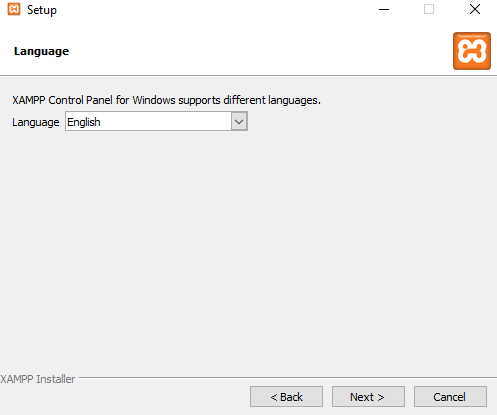 Setup
Language
XAMPP Control Panel for Windows supports different languages.
Language English
XAMPP Installer
< Back Next > Cancel